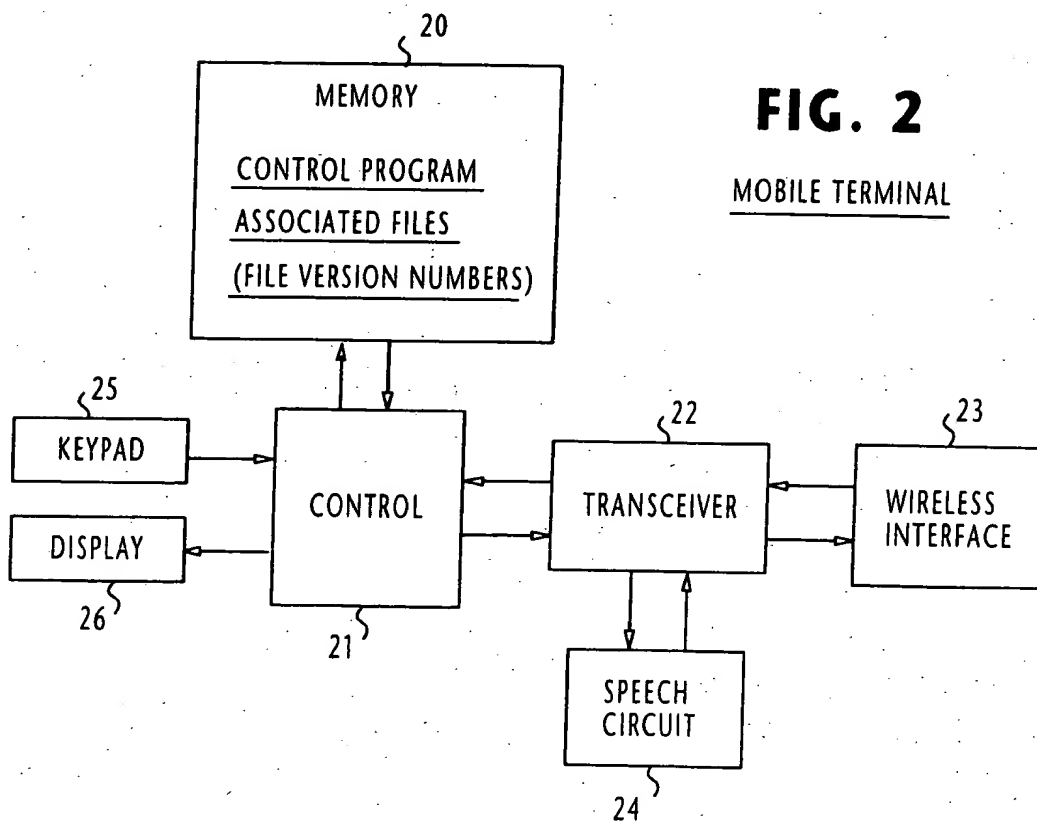 20
MEMORY
CONTROL PROGRAM
ASSOCIATED FILES
(FILE VERSION NUMBERS)
FIG. 2
MOBILE TERMINAL
25
KEYPAD
DISPLAY
26
CONTROL
21
22
TRANSCEIVER
23
WIRELESS
INTERFACE
SPEECH
CIRCUIT
24